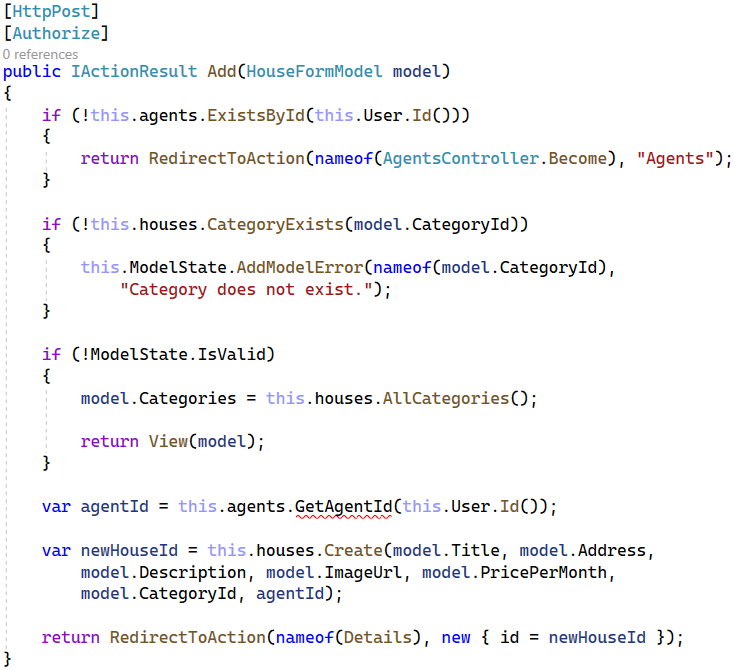 [HttpPost]
[Authorize]
0 references
public IActionResult Add(HouseFormModel model)
{
if (!this.agents.ExistsById(this.User.Id()))
{
return RedirectToAction(nameof(AgentsController.Become), "Agents");
}
if (!this.houses.CategoryExists(model.CategoryId))
{
this.ModelState.AddModelError(nameof(model.CategoryId),
"Category does not exist.");
}
if (!ModelState.IsValid)
{
model.Categories = this.houses.AllCategories();
return View(model);
}
var agentId = this.agents.GetAgentId(this.User.Id());
var newHouseId = this.houses.Create(model.Title, model.Address,
model.Description, model.ImageUrl, model.PricePerMonth,
model.CategoryId, agentId);
return RedirectToAction(nameof(Details), new { id = newHouseId });
}